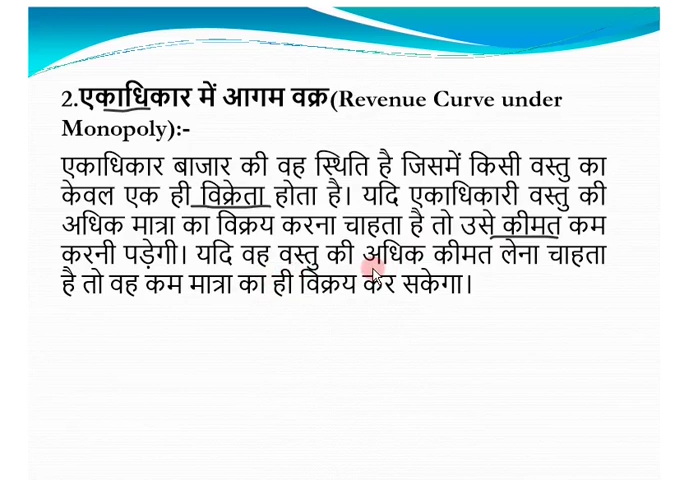 2.एकाधिकार में आगम वक्र(Revenue Curve under
Monopoly):-
एकाधिकार बाजार की वह स्थिति है जिसमें किसी वस्तु का
केवल एक ही विक्रेता होता है। यदि एकाधिकारी वस्तु की
अधिक मात्रा का विक्रय करना चाहता है तो उसे कीमत कम
करनी पड़ेगी। यदि वह वस्तु की अधिक कीमत लेना चाहता
है तो वह कम मात्रा का ही विक्रय कर सकेगा।